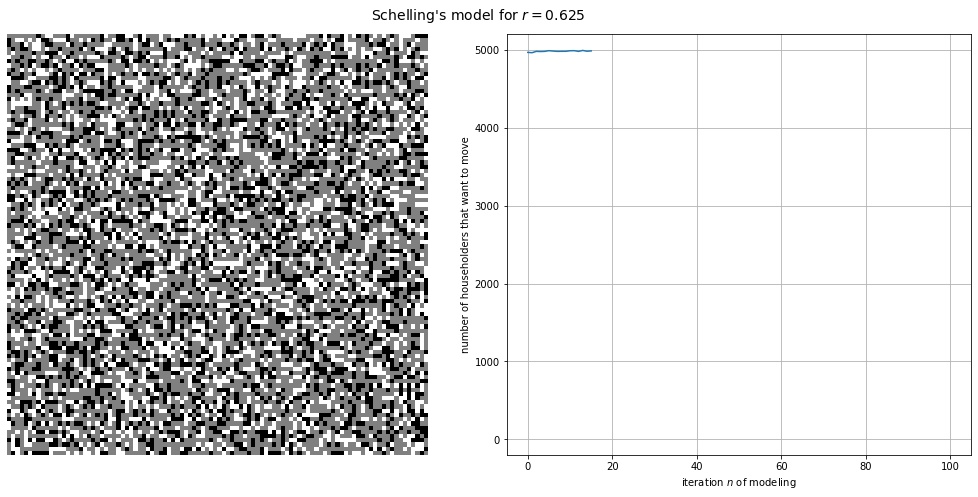 Schelling's model for r = 0.625
number of householders that want to move
5000
4000
3000
2000
1000
0
0 20 40 60 80 100
iteration n of modeling